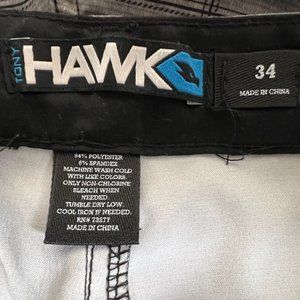 TONY
HAWK
34
MADE IN CHINA
94% POLYESTER
6% SPANDEX
MACHINE WASH COLD
WITH LIKE COLORS
ONLY NON-CHLORINE
BLEACH WHEN
NEEDED.
TUMBLE DRY LOW.
COOL IRON IF NEEDED.
RN# 73277
MADE IN CHINA